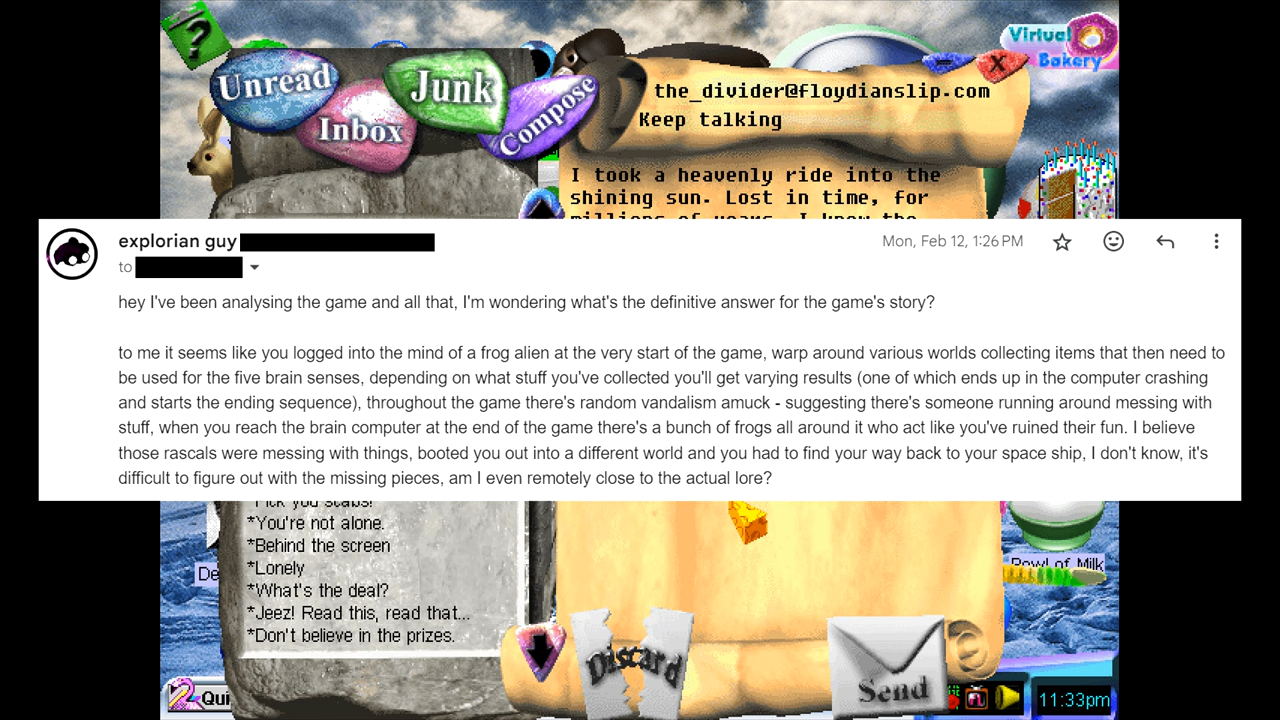 ?
Unread
Inbox
Junk
Compose
the_divider@floydianslip.com
Keep talking
X
Virtual
Bakery
I took a heavenly ride into the
shining sun. Lost in time, for
explorian guy
Mon, Feb 12, 1:26 PM
to
hey I've been analysing the game and all that, I'm wondering what's the definitive answer for the game's story?
to me it seems like you logged into the mind of a frog alien at the very start of the game, warp around various worlds collecting items that then need to
be used for the five brain senses, depending on what stuff you've collected you'll get varying results (one of which ends up in the computer crashing
and starts the ending sequence), throughout the game there's random vandalism amuck - suggesting there's someone running around messing with
stuff, when you reach the brain computer at the end of the game there's a bunch of frogs all around it who act like you've ruined their fun. I believe
those rascals were messing with things, booted you out into a different world and you had to find your way back to your space ship, I don't know, it's
difficult to figure out with the missing pieces, am I even remotely close to the actual lore?
*You're not alone.
*Behind the screen
*Lonely
*What's the deal?
*Jeez! Read this, read that...
*Don't believe in the prizes.
De
Bowl of Milk
Discard
Send
2 Qui
11:33pm